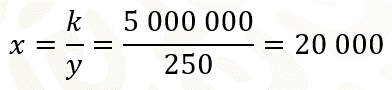 x = k/y = 5 000 000/250 = 20 000